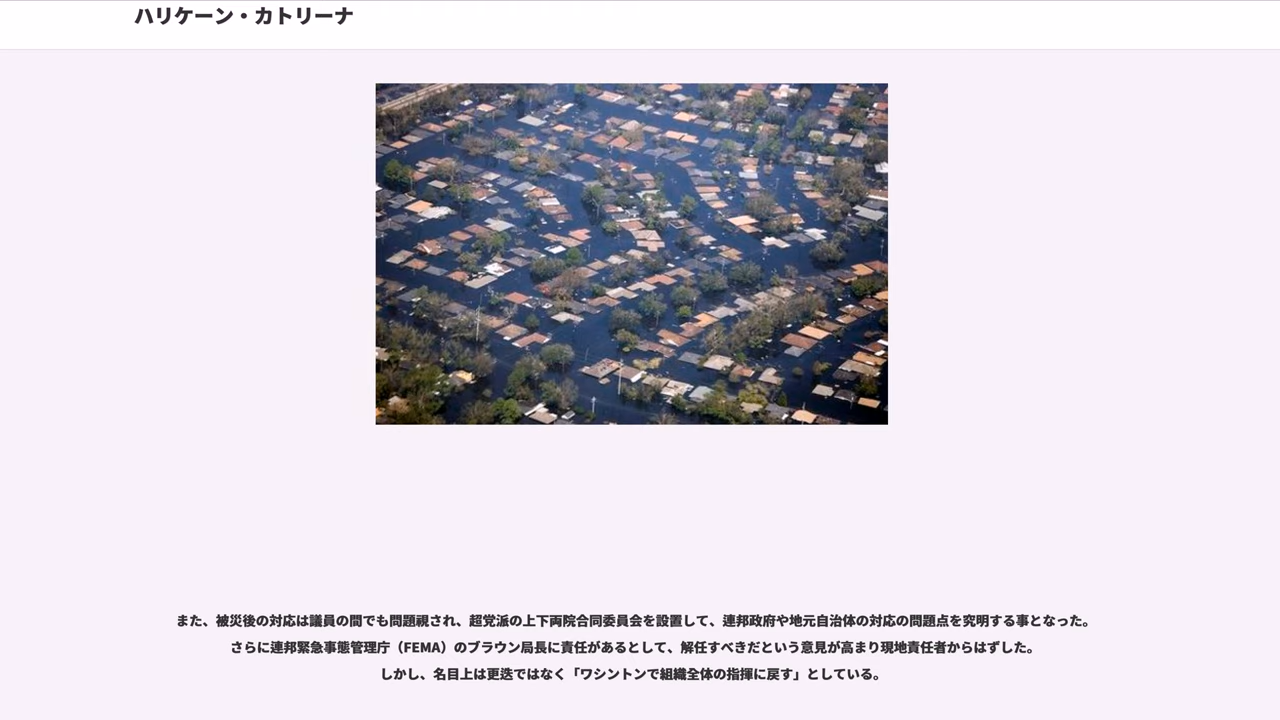 ハリケーン・カトリーナ
また、被災後の対応は議員の間でも問題視され、超党派の上下両院合同委員会を設置して、連邦政府や地元自治体の対応の問題点を究明する事となった。
さらに連邦緊急事態管理庁（FEMA）のブラウン局長に責任があるとして、解任すべきだという意見が高まり現地責任者からはずした。
しかし、名目上は更迭ではなく「ワシントンで組織全体の指揮に戻す」としている。